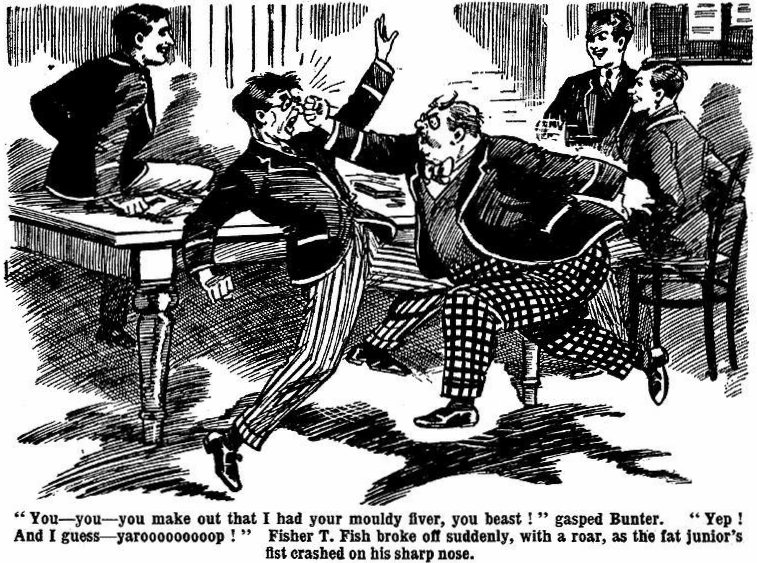 “ You—you—you make out that I had your mouldy fiver, you beast ! ” gasped Bunter. “ Yep !
And I guess—yarooooooooop ! ” Fisher T. Fish broke off suddenly, with a roar, as the fat junior’s
fist crashed on his sharp nose.